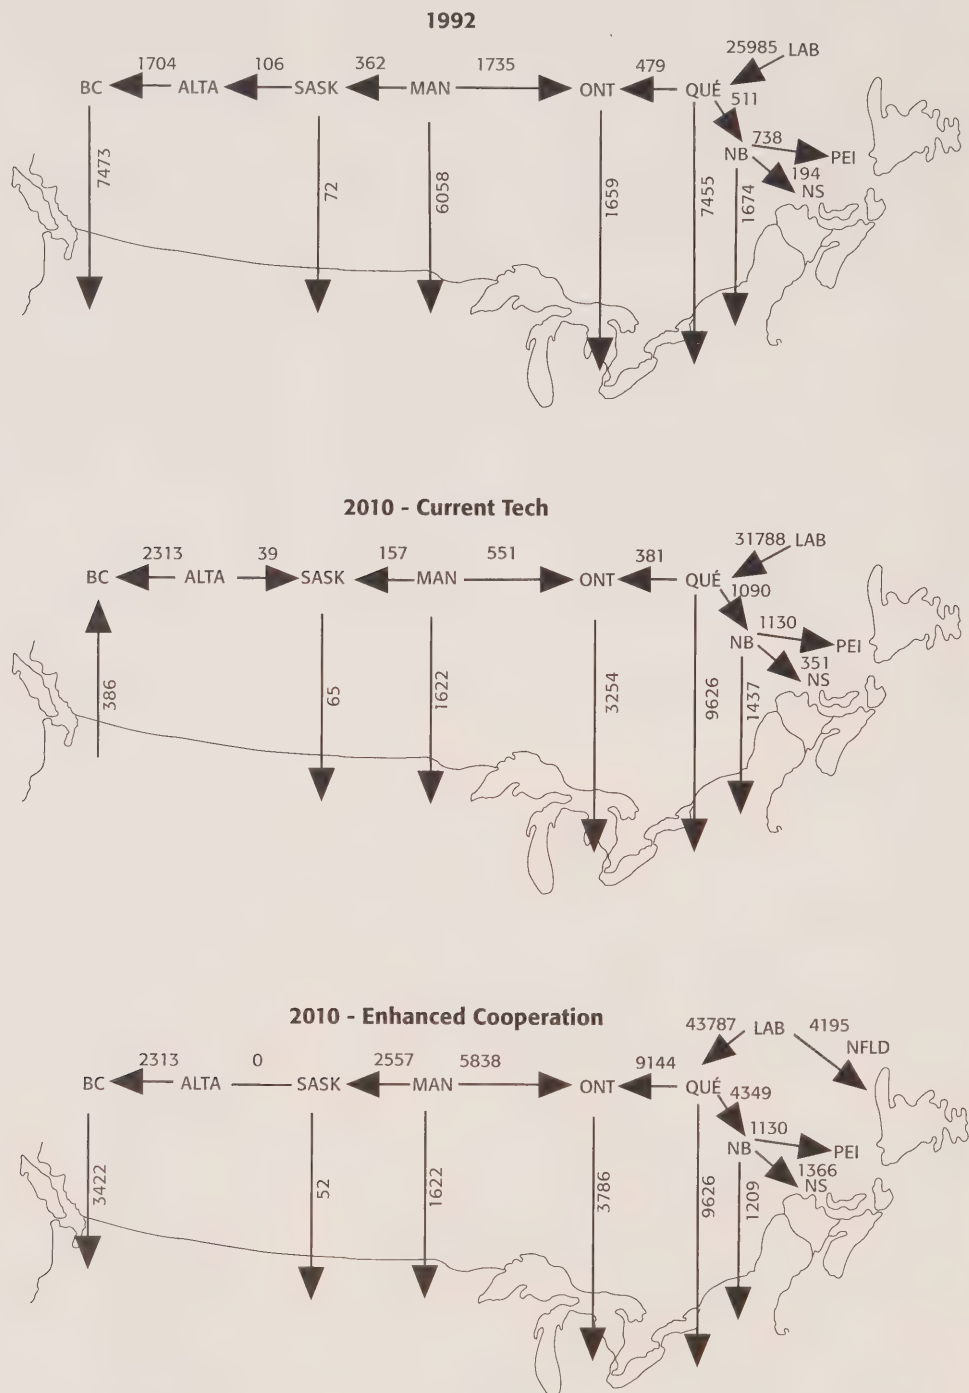 1992
25985 LAB
1704 106 362 1735 479
BC ALTA SASK MAN ONT QUÉ
511
738
NB PEI
194
NS
7473 72 6058 1659 7455 1674
2010 - Current Tech
31788 LAB
2313 39 157 551 381
BC ALTA SASK MAN ONT QUÉ
1090
1130
NB PEI
351
NS
386 65 1622 3254 9626 1437
2010 - Enhanced Cooperation
43787 LAB 4195
NFLD
2313 0 2557 5838 9144
BC ALTA SASK MAN ONT QUÉ
4349
1130
NB PEI
1366
NS
3422 52 1622 3786 9626 1209